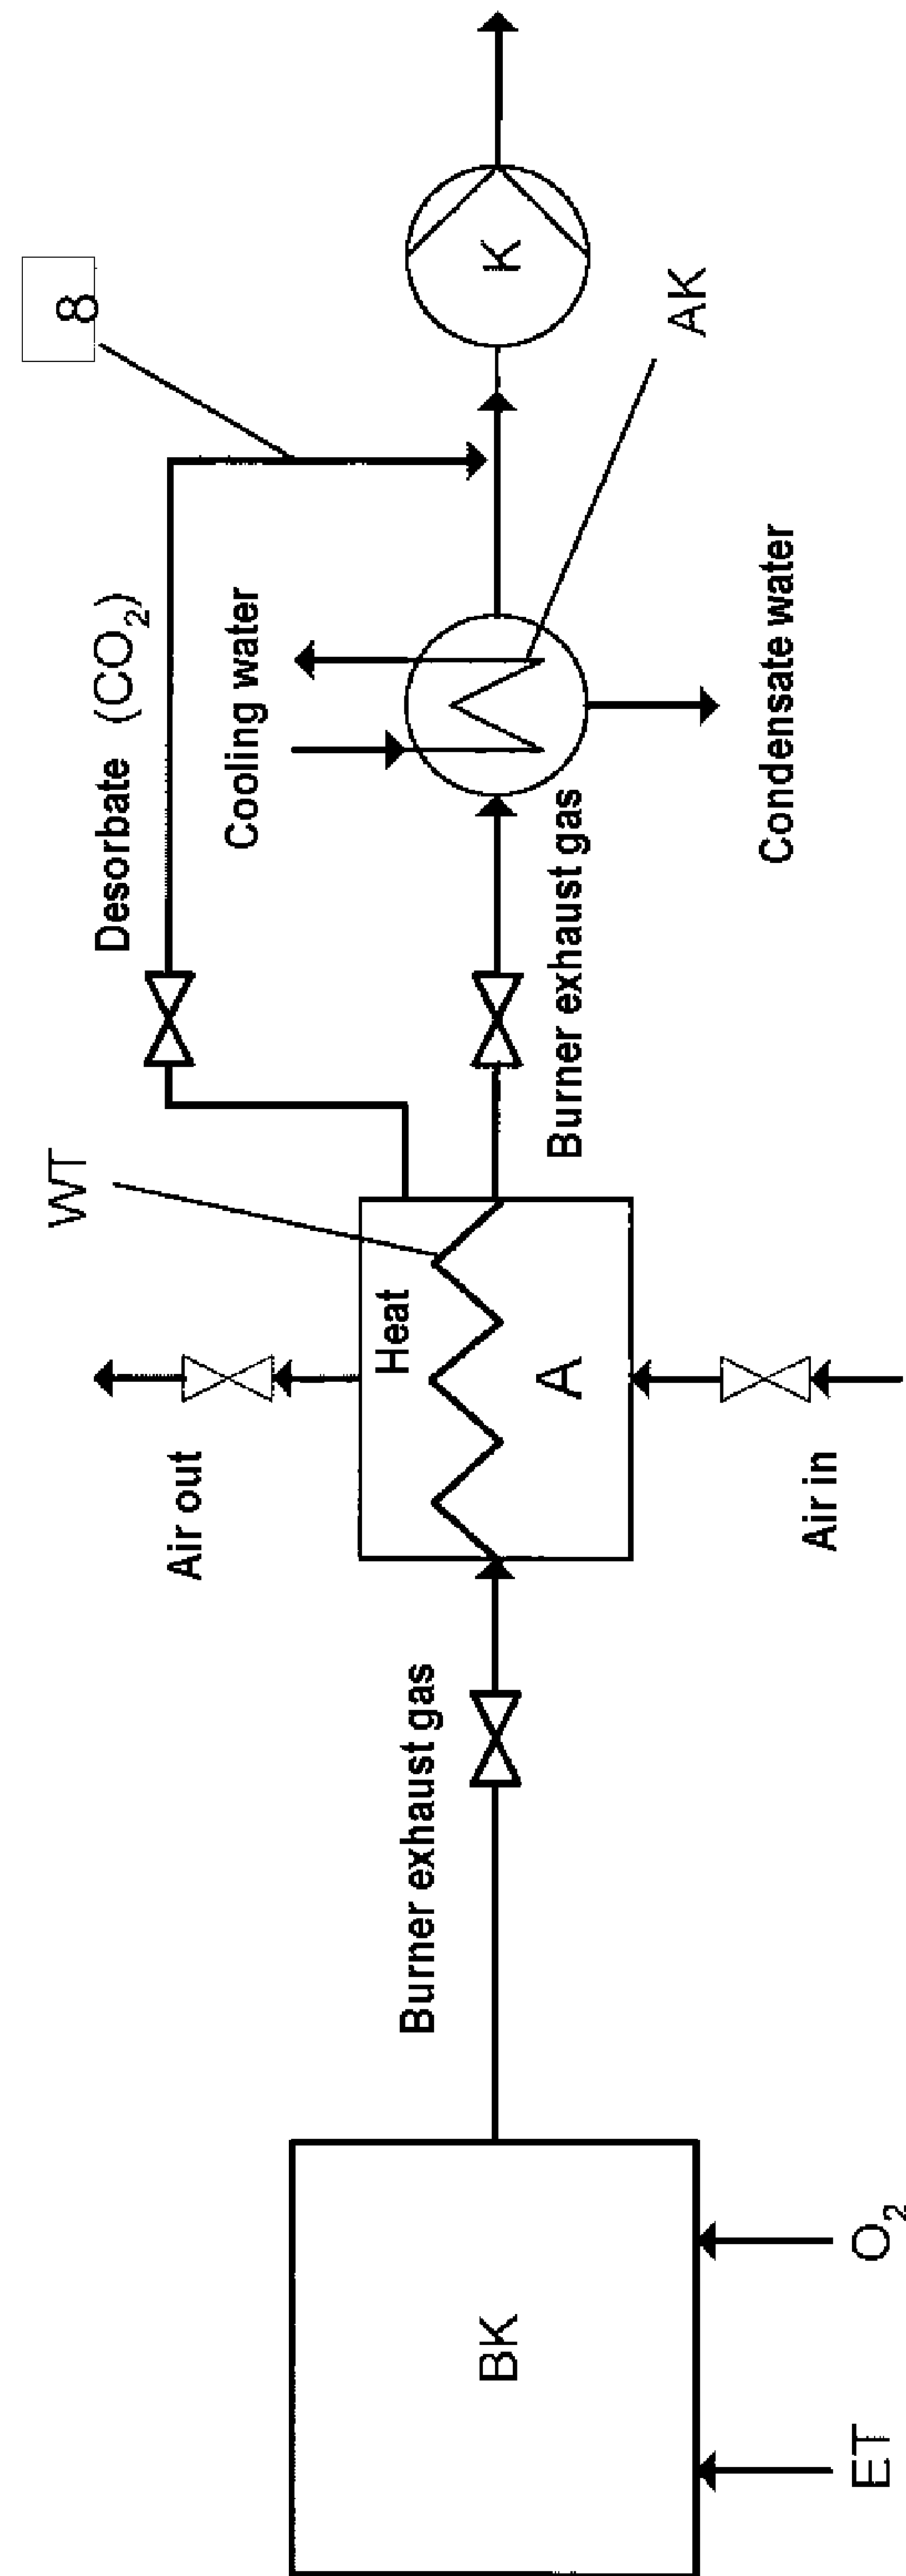 8
Desorbate (CO₂)
WT
Cooling water
K
AK
Air out
Heat
Burner exhaust gas
Condensate water
A
Burner exhaust gas
Air in
BK
ET
O₂